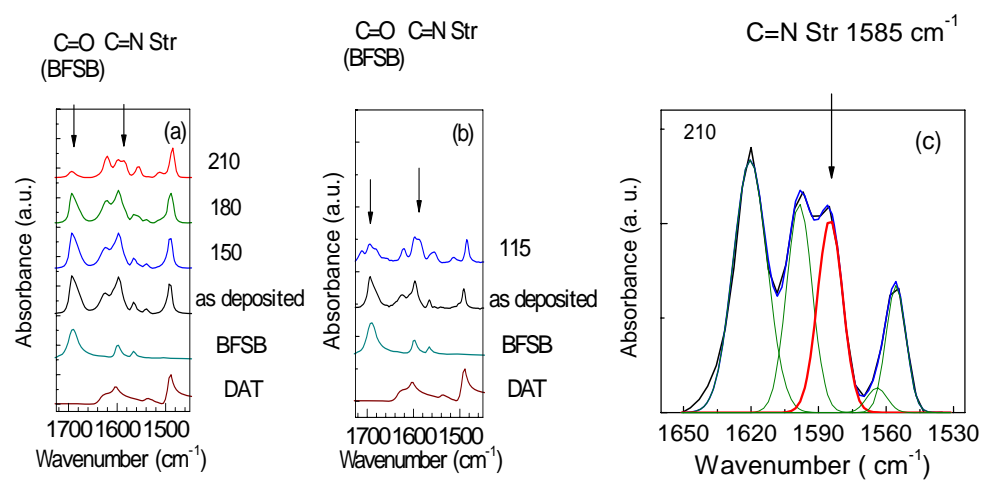 C=O C=N Str
(BFSB)
(a)
210
180
150
as deposited
BFSB
DAT
Absorbance (a.u.)
1700 1600 1500
Wavenumber (cm⁻¹)
C=O C=N Str
(BFSB)
(b)
115
as deposited
BFSB
DAT
Absorbance (a.u.)
1700 1600 1500
Wavenumber (cm⁻¹)
C=N Str 1585 cm⁻¹
210
(c)
Absorbance (a. u.)
1650 1620 1590 1560 1530
Wavenumber ( cm⁻¹)